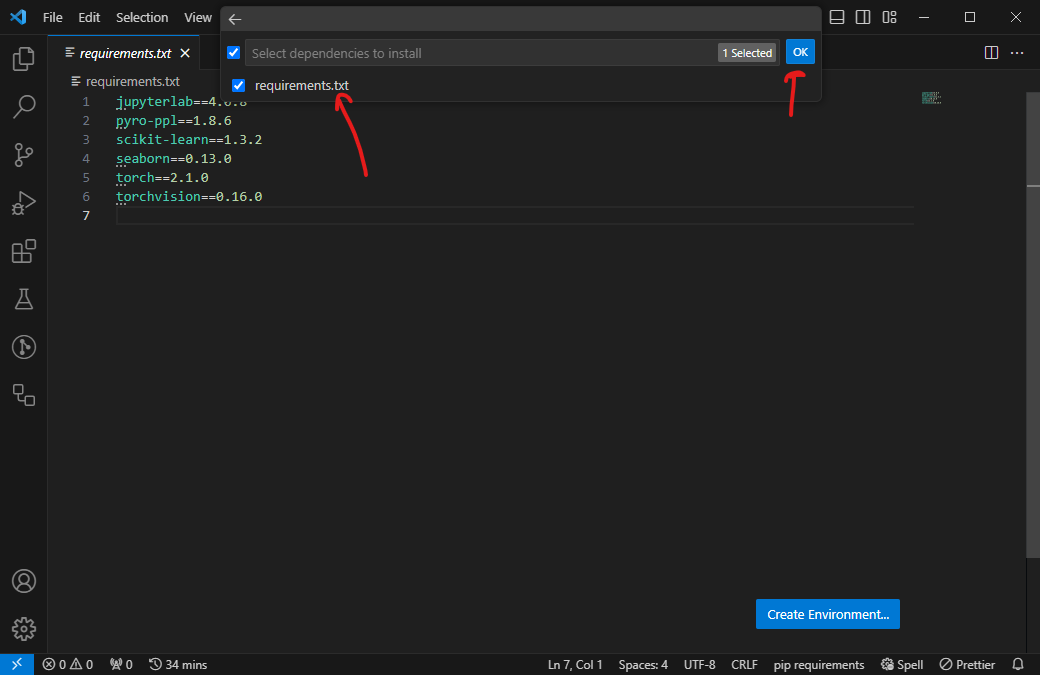 File Edit Selection View
requirements.txt
Select dependencies to install 1 Selected OK
requirements.txt
requirements.txt
1 jupyterlab==4.0.8
2 pyro-ppl==1.8.6
3 scikit-learn==1.3.2
4 seaborn==0.13.0
5 torch==2.1.0
6 torchvision==0.16.0
7
Create Environment...
0 0 0 34 mins Ln 7, Col 1 Spaces: 4 UTF-8 CRLF pip requirements Spell Prettier